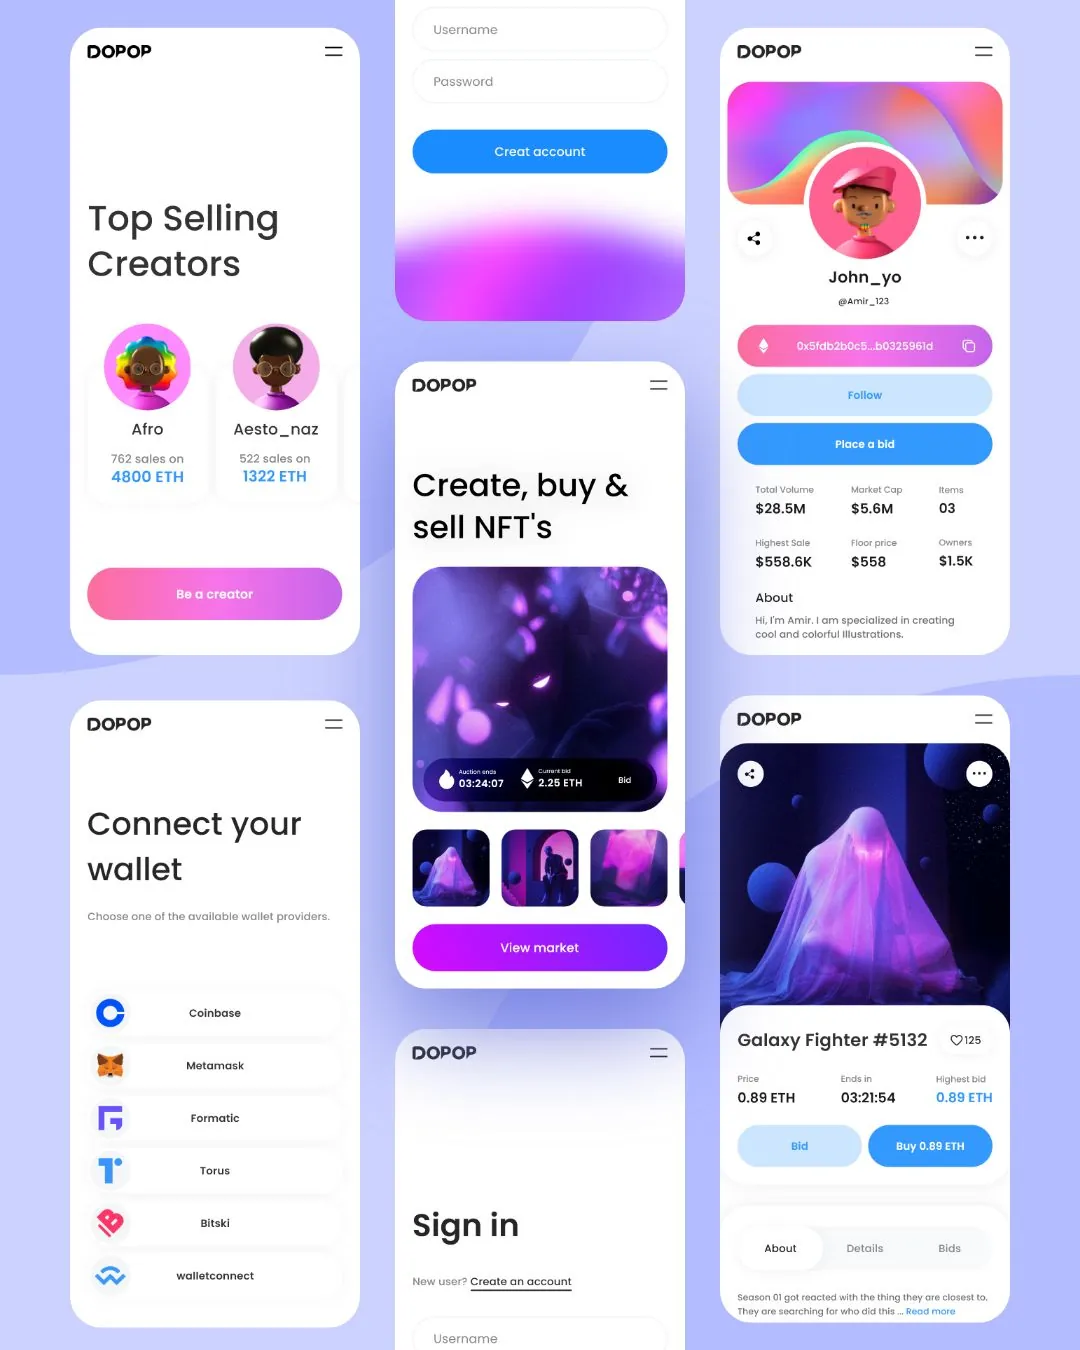 DOPOP
Top Selling
Creators
Afro
762 sales on
4800 ETH
Aesto_naz
522 sales on
1322 ETH
Be a creator
DOPOP
Connect your
wallet
Choose one of the available wallet providers.
Coinbase
Metamask
Formatic
Torus
Bitski
walletconnect
Username
Password
Creat account
DOPOP
Create, buy &
sell NFT's
Auction ends
03:24:07
Current bid
2.25 ETH
Bid
View market
DOPOP
Sign in
New user? Create an account
Username
DOPOP
John_yo
@Amir_123
0x5fdb2b0c5...b0325961d
Follow
Place a bid
Total Volume
$28.5M
Market Cap
$5.6M
Items
03
Highest Sale
$558.6K
Floor price
$558
Owners
$1.5K
About
Hi, I'm Amir. I am specialized in creating
cool and colorful Illustrations.
DOPOP
Galaxy Fighter #5132
125
Price
0.89 ETH
Ends in
03:21:54
Highest bid
0.89 ETH
Bid
Buy 0.89 ETH
About
Details
Bids
Season 01 got reacted with the thing they are closest to.
They are searching for who did this ... Read more